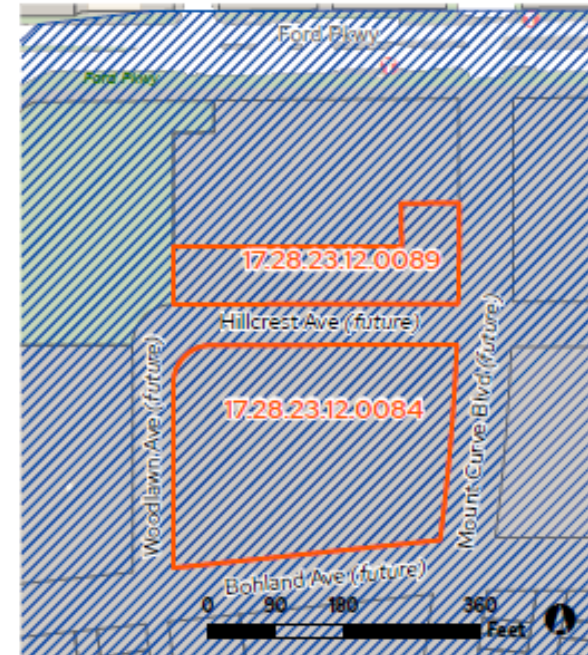 Ford Pkwy
Ford Pkwy
17.28.23.12.0089
Hillcrest Ave (future)
Woodlawn Ave (future)
17.28.23.12.0084
Mount Curve Blvd (future)
Bohland Ave (future)
0 90 180 360
Feet